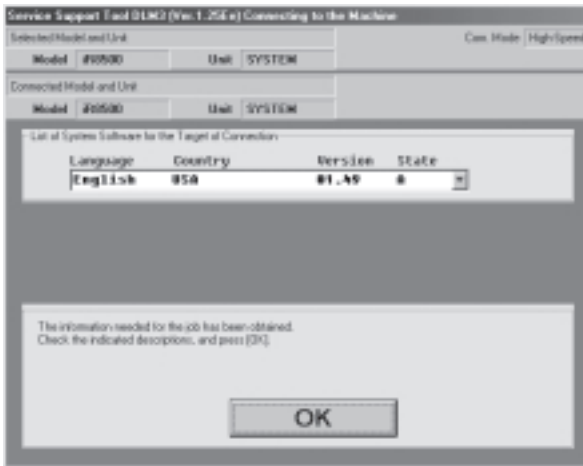 Service Support Tool DLM3 (Ver.1.25En) Connecting to the Machine
Selected Model and Unit Com. Mode High Speed
Model iR8500 Unit SYSTEM
Connected Model and Unit
Model iR8500 Unit SYSTEM
List of System Software for the Target of Connection
Language Country Version State
English USA 01.49 A
The information needed for the job has been obtained.
Check the indicated descriptions, and press [OK].
OK